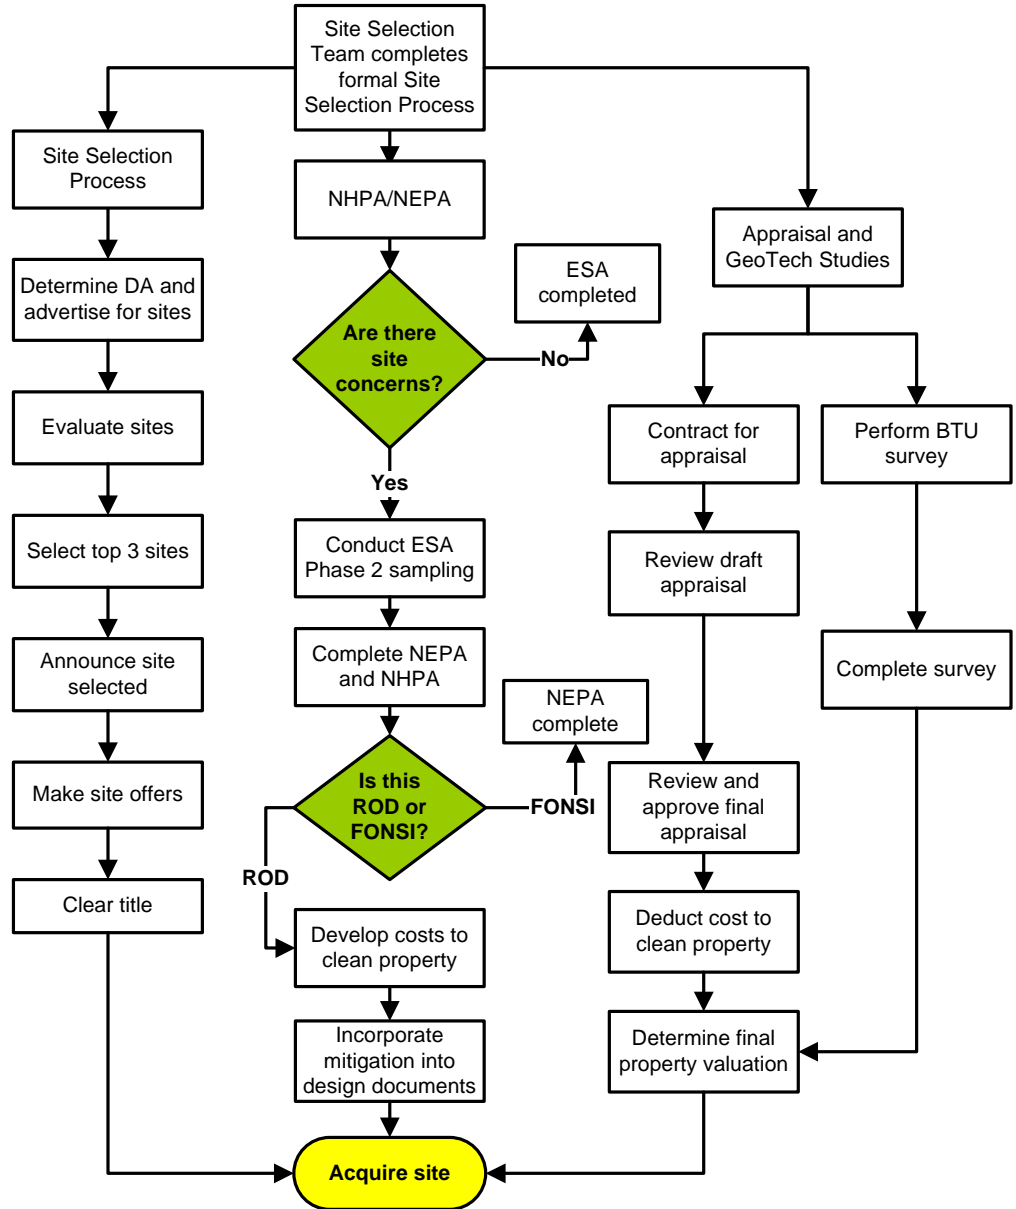 Site Selection
Team completes
formal Site
Selection Process
Site Selection
Process
NHPA/NEPA
Appraisal and
GeoTech Studies
ESA
completed
Determine DA and
advertise for sites
Are there
site
concerns?
No
Evaluate sites
Contract for
appraisal
Perform BTU
survey
Yes
Select top 3 sites
Conduct ESA
Phase 2 sampling
Review draft
appraisal
Announce site
selected
Complete NEPA
and NHPA
Complete survey
NEPA
complete
Make site offers
Is this
ROD or
FONSI?
FONSI
Review and
approve final
appraisal
ROD
Clear title
Develop costs to
clean property
Deduct cost to
clean property
Incorporate
mitigation into
design documents
Determine final
property valuation
Acquire site